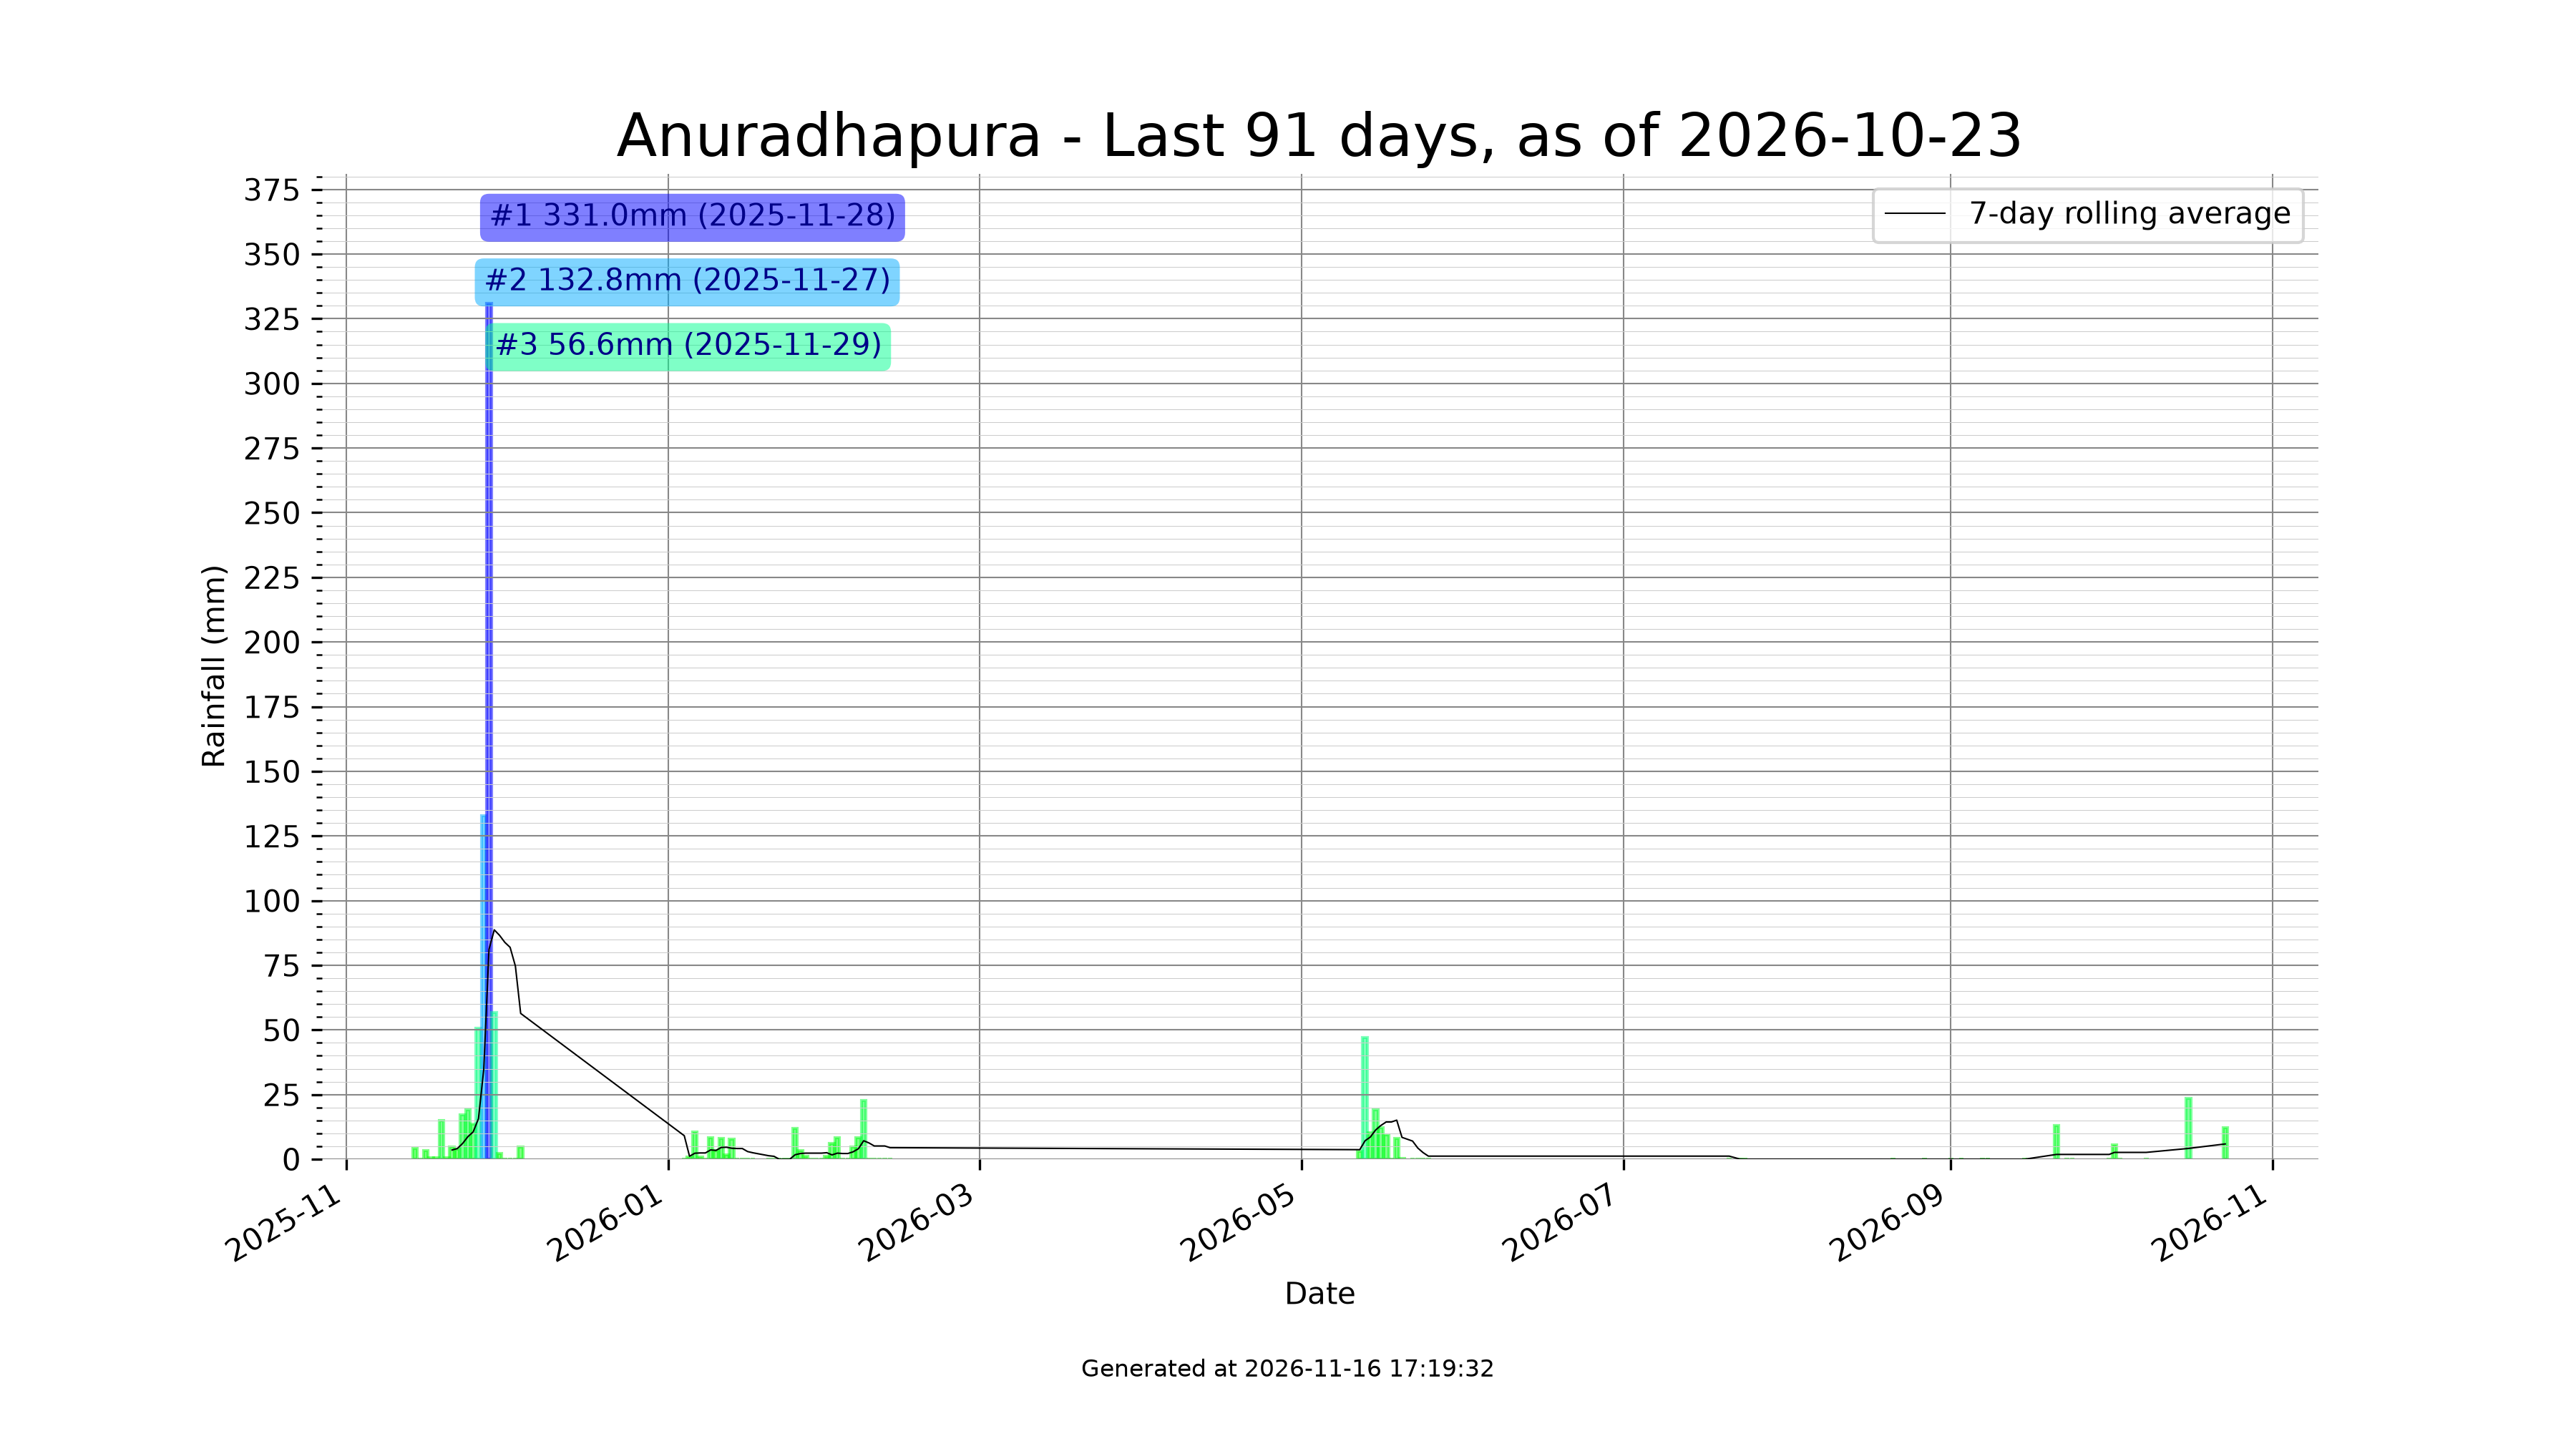 Anuradhapura - Last 91 days, as of 2026-10-23
#1 331.0mm (2025-11-28)
#2 132.8mm (2025-11-27)
#3 56.6mm (2025-11-29)
7-day rolling average
Rainfall (mm)
375
350
325
300
275
250
225
200
175
150
125
100
75
50
25
0
2025-11
2026-01
2026-03
2026-05
2026-07
2026-09
2026-11
Date
Generated at 2026-11-16 17:19:32